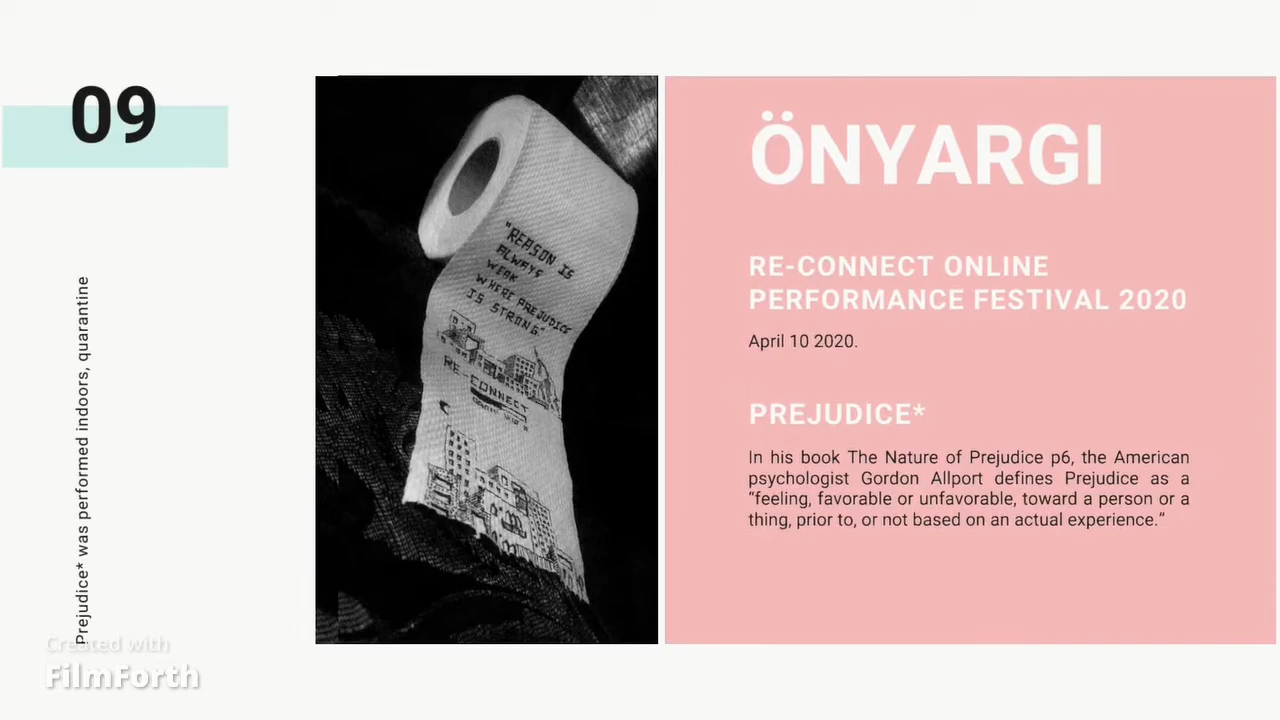 09
Prejudice* was performed indoors, quarantine
"REASON IS
ALWAYS
WEAK
WHERE PREJUDICE
IS STRONG"
RE-CONNECT
ÖNYARGI
RE-CONNECT ONLINE
PERFORMANCE FESTIVAL 2020
April 10 2020.
PREJUDICE*
In his book The Nature of Prejudice p6, the American
psychologist Gordon Allport defines Prejudice as a
“feeling, favorable or unfavorable, toward a person or a
thing, prior to, or not based on an actual experience.”
Created with
FilmForth